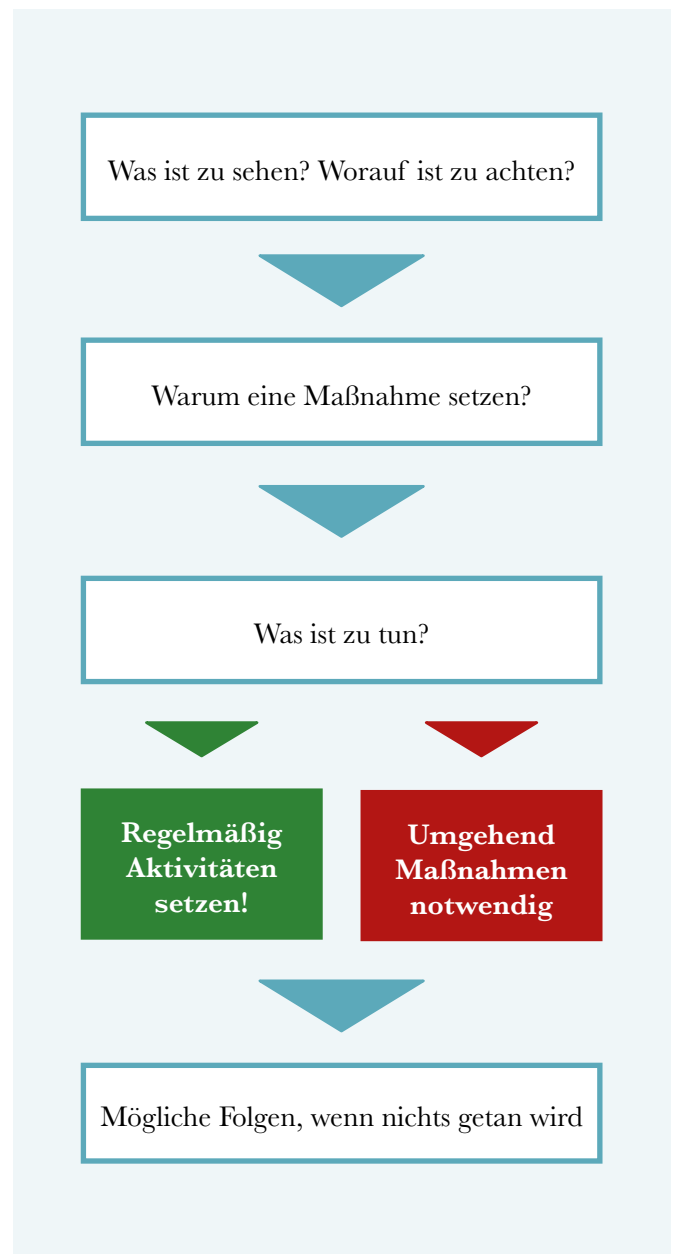 Was ist zu sehen? Worauf ist zu achten?
Warum eine Maßnahme setzen?
Was ist zu tun?
Regelmäßig
Aktivitäten
setzen!
Umgehend
Maßnahmen
notwendig
Mögliche Folgen, wenn nichts getan wird